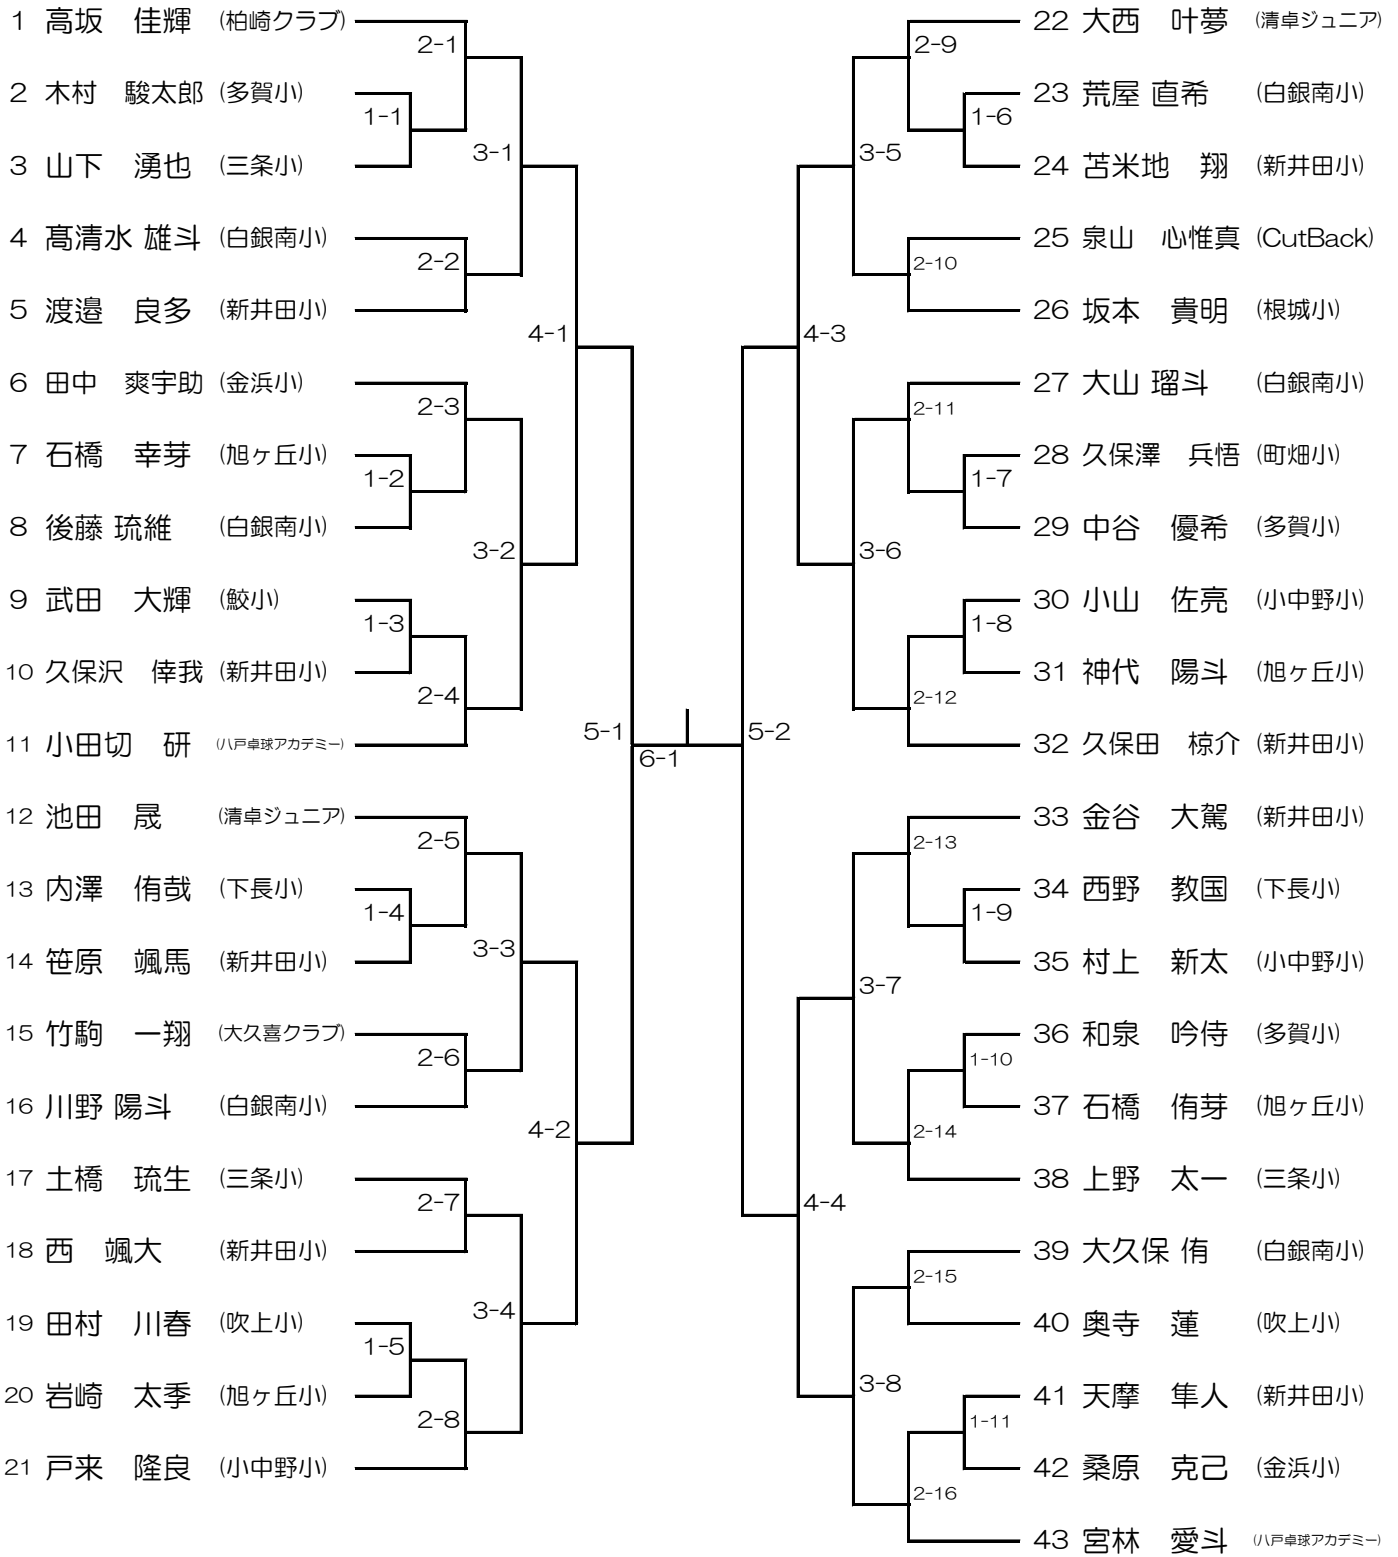 1 高坂　佳輝 (柏崎クラブ)
2 木村　駿太郎 (多賀小)
3 山下　湧也 (三条小)
4 髙清水 雄斗 (白銀南小)
5 渡邉　良多 (新井田小)
6 田中　爽宇助 (金浜小)
7 石橋　幸芽 (旭ヶ丘小)
8 後藤 琉維 (白銀南小)
9 武田　大輝 (鮫小)
10 久保沢　倖我 (新井田小)
11 小田切　研 (八戸卓球アカデミー)
12 池田　晟 (清卓ジュニア)
13 内澤　侑哉 (下長小)
14 笹原　颯馬 (新井田小)
15 竹駒　一翔 (大久喜クラブ)
16 川野 陽斗 (白銀南小)
17 土橋　琉生 (三条小)
18 西　颯大 (新井田小)
19 田村　川春 (吹上小)
20 岩崎　太季 (旭ヶ丘小)
21 戸来　隆良 (小中野小)
1-1
1-2
1-3
1-4
1-5
2-1
2-2
2-3
2-4
2-5
2-6
2-7
2-8
3-1
3-2
3-3
3-4
4-1
4-2
5-1
6-1
5-2
4-3
4-4
3-5
3-6
3-7
3-8
2-9
2-10
2-11
2-12
2-13
2-14
2-15
2-16
1-6
1-7
1-8
1-9
1-10
1-11
22 大西　叶夢 (清卓ジュニア)
23 荒屋 直希 (白銀南小)
24 苫米地　翔 (新井田小)
25 泉山　心惟真 (CutBack)
26 坂本　貴明 (根城小)
27 大山 瑠斗 (白銀南小)
28 久保澤　兵悟 (町畑小)
29 中谷　優希 (多賀小)
30 小山　佐亮 (小中野小)
31 神代　陽斗 (旭ヶ丘小)
32 久保田　椋介 (新井田小)
33 金谷　大駕 (新井田小)
34 西野　教国 (下長小)
35 村上　新太 (小中野小)
36 和泉　吟侍 (多賀小)
37 石橋　侑芽 (旭ヶ丘小)
38 上野　太一 (三条小)
39 大久保 侑 (白銀南小)
40 奥寺　蓮 (吹上小)
41 天摩　隼人 (新井田小)
42 桑原　克己 (金浜小)
43 宮林　愛斗 (八戸卓球アカデミー)